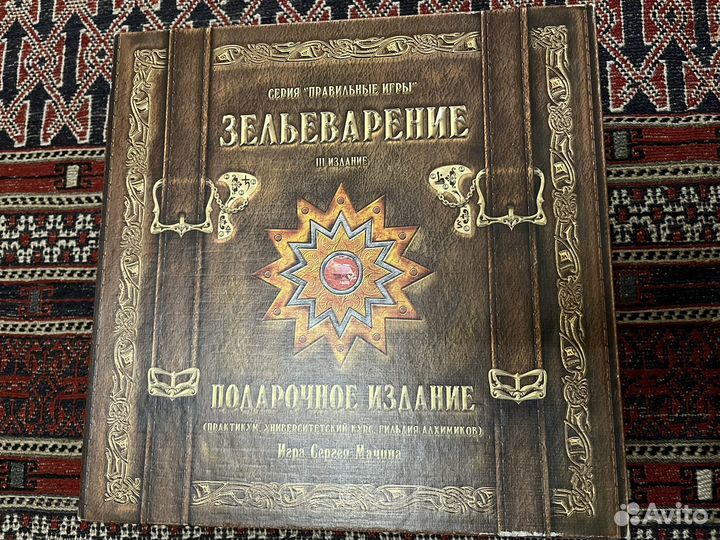 СЕРИЯ "ПРАВИЛЬНЫЕ ИГРЫ"
ЗЕЛЬЕВАРЕНИЕ
III ИЗДАНИЕ
ПОДАРОЧНОЕ ИЗДАНИЕ
(ПРАКТИКУМ, УНИВЕРСИТЕТСКИЙ КУРС, ГИЛЬДИЯ АЛХИМИКОВ)
Игра Сергея Мачина
Avito